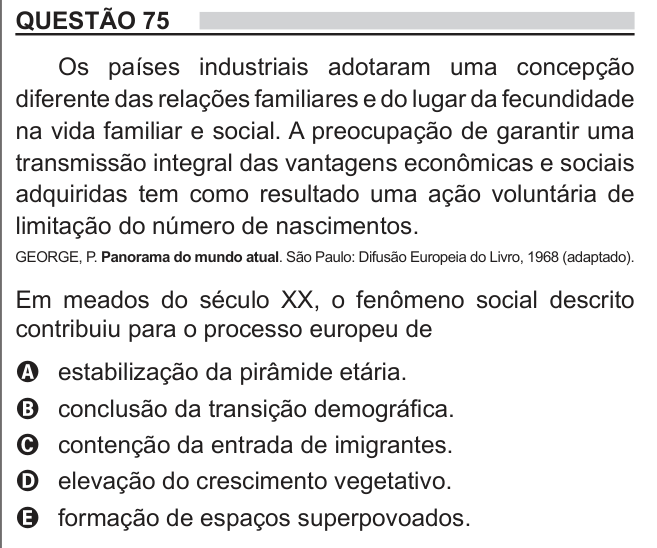 QUESTÃO 75
Os países industriais adotaram uma concepção
diferente das relações familiares e do lugar da fecundidade
na vida familiar e social. A preocupação de garantir uma
transmissão integral das vantagens econômicas e sociais
adquiridas tem como resultado uma ação voluntária de
limitação do número de nascimentos.
GEORGE, P. Panorama do mundo atual. São Paulo: Difusão Europeia do Livro, 1968 (adaptado).
Em meados do século XX, o fenômeno social descrito
contribuiu para o processo europeu de
A estabilização da pirâmide etária.
B conclusão da transição demográfica.
C contenção da entrada de imigrantes.
D elevação do crescimento vegetativo.
E formação de espaços superpovoados.